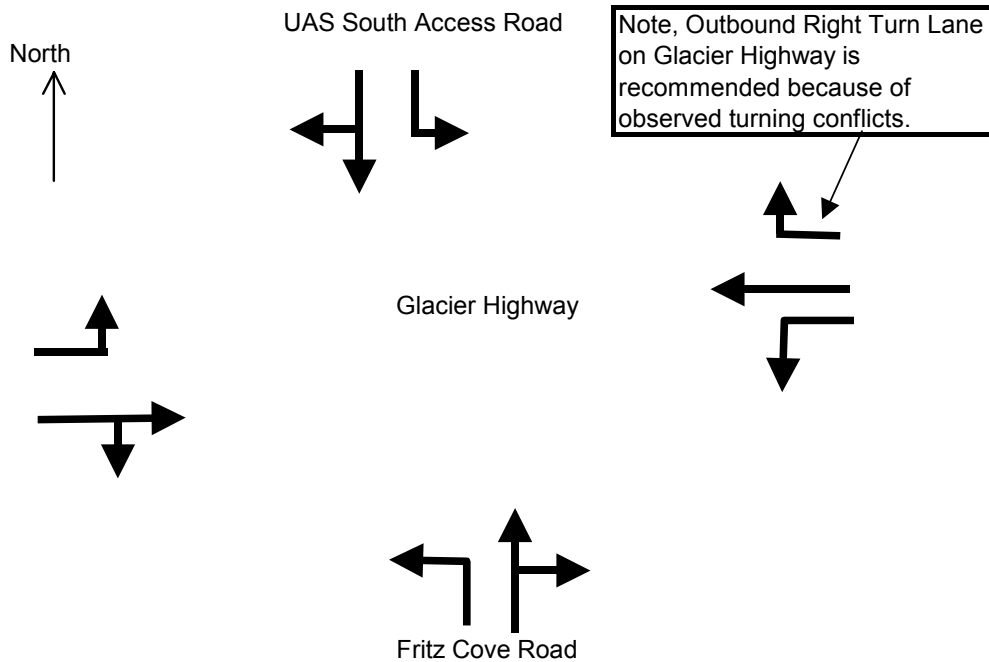 UAS South Access Road
North
Note, Outbound Right Turn Lane
on Glacier Highway is
recommended because of
observed turning conflicts.
Glacier Highway
Fritz Cove Road